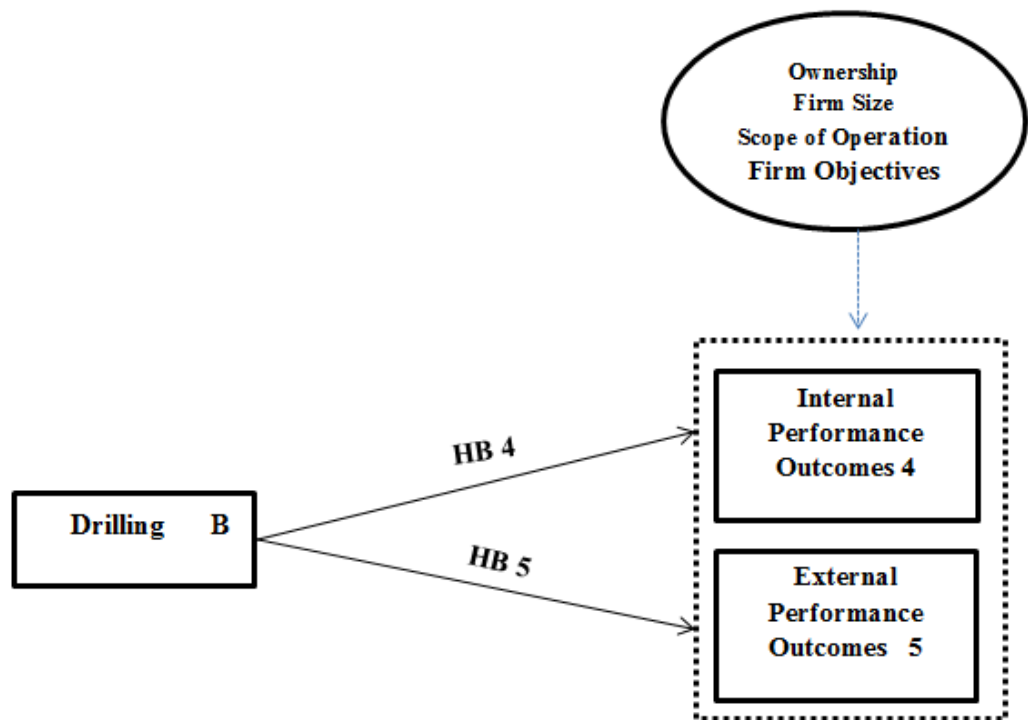 Ownership
Firm Size
Scope of Operation
Firm Objectives
Internal
Performance
Outcomes 4
HB 4
Drilling B
HB 5
External
Performance
Outcomes 5